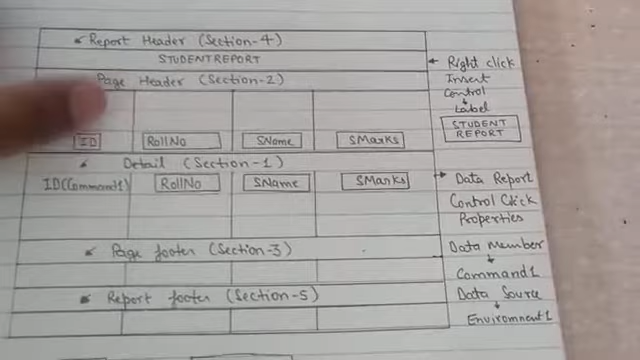 Report Header (Section-4)
STUDENT REPORT
Page Header (Section-2)
ID RollNo SName SMarks
Detail (Section-1)
ID(Command1) RollNo SName SMarks
Page footer (Section-3)
Report footer (Section-5)
Right click
Insert
Control
Label
STUDENT
REPORT
Data Report
Control Click
Properties
Data Member
Command1
Data Source
Environment1